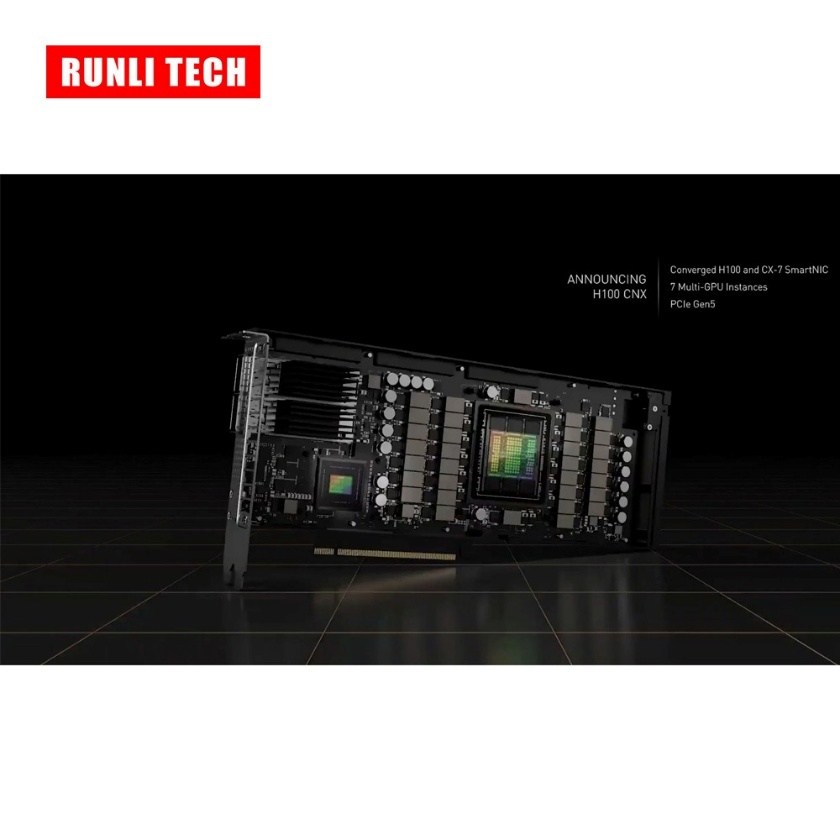 RUNLI TECH
ANNOUNCING
H100 CNX
Converged H100 and CX-7 SmartNIC
7 Multi-GPU Instances
PCIe Gen5